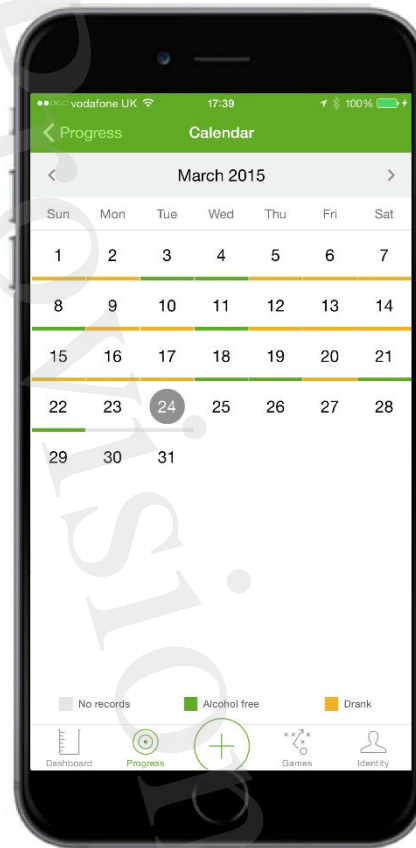 vodafone UK 17:39 100%
Progress Calendar
March 2015
Sun Mon Tue Wed Thu Fri Sat
1 2 3 4 5 6 7
8 9 10 11 12 13 14
15 16 17 18 19 20 21
22 23 24 25 26 27 28
29 30 31
No records Alcohol free Drank
Dashboard Progress Games Identity